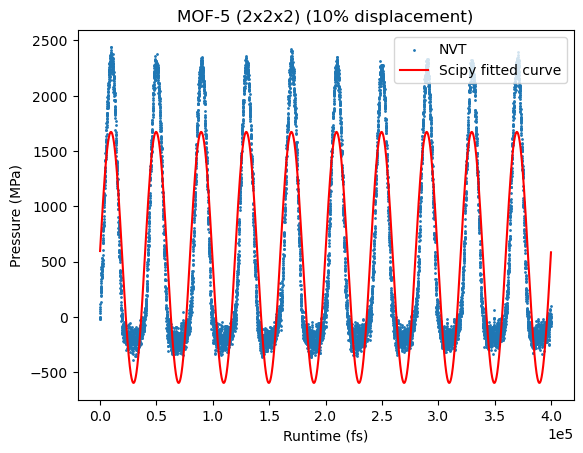 MOF-5 (2x2x2) (10% displacement)
NVT
Scipy fitted curve
Pressure (MPa)
2500
2000
1500
1000
500
0
−500
0.0 0.5 1.0 1.5 2.0 2.5 3.0 3.5 4.0
1e5
Runtime (fs)